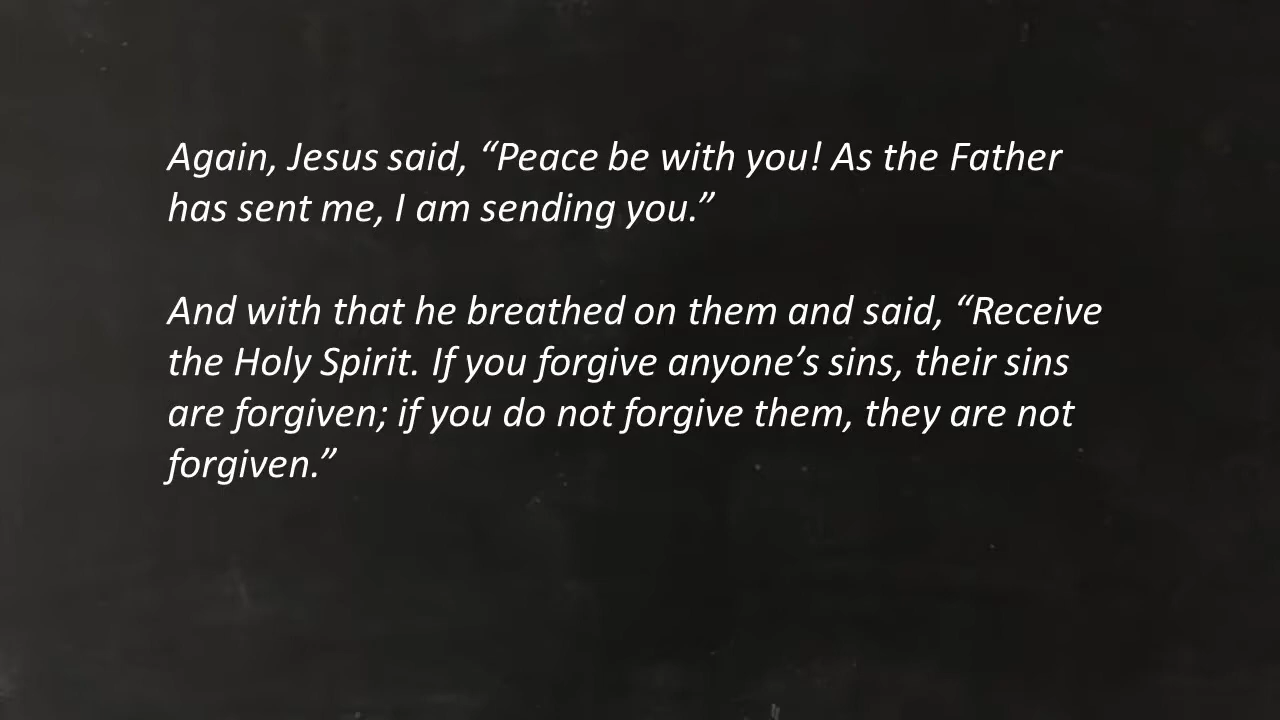 Again, Jesus said, “Peace be with you! As the Father
has sent me, I am sending you.”
And with that he breathed on them and said, “Receive
the Holy Spirit. If you forgive anyone’s sins, their sins
are forgiven; if you do not forgive them, they are not
forgiven.”